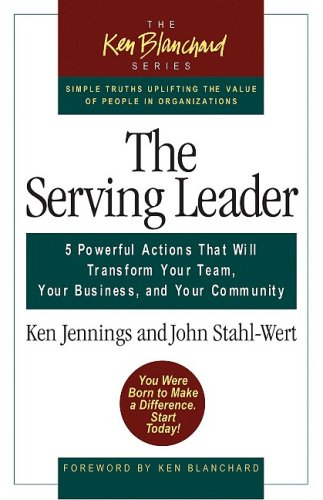 THE
Ken Blanchard
SERIES
SIMPLE TRUTHS UPLIFTING THE VALUE
OF PEOPLE IN ORGANIZATIONS
The
Serving Leader
5 Powerful Actions That Will
Transform Your Team,
Your Business, and Your Community
Ken Jennings and John Stahl-Wert
You Were
Born to Make
a Difference.
Start
Today!
FOREWORD BY KEN BLANCHARD